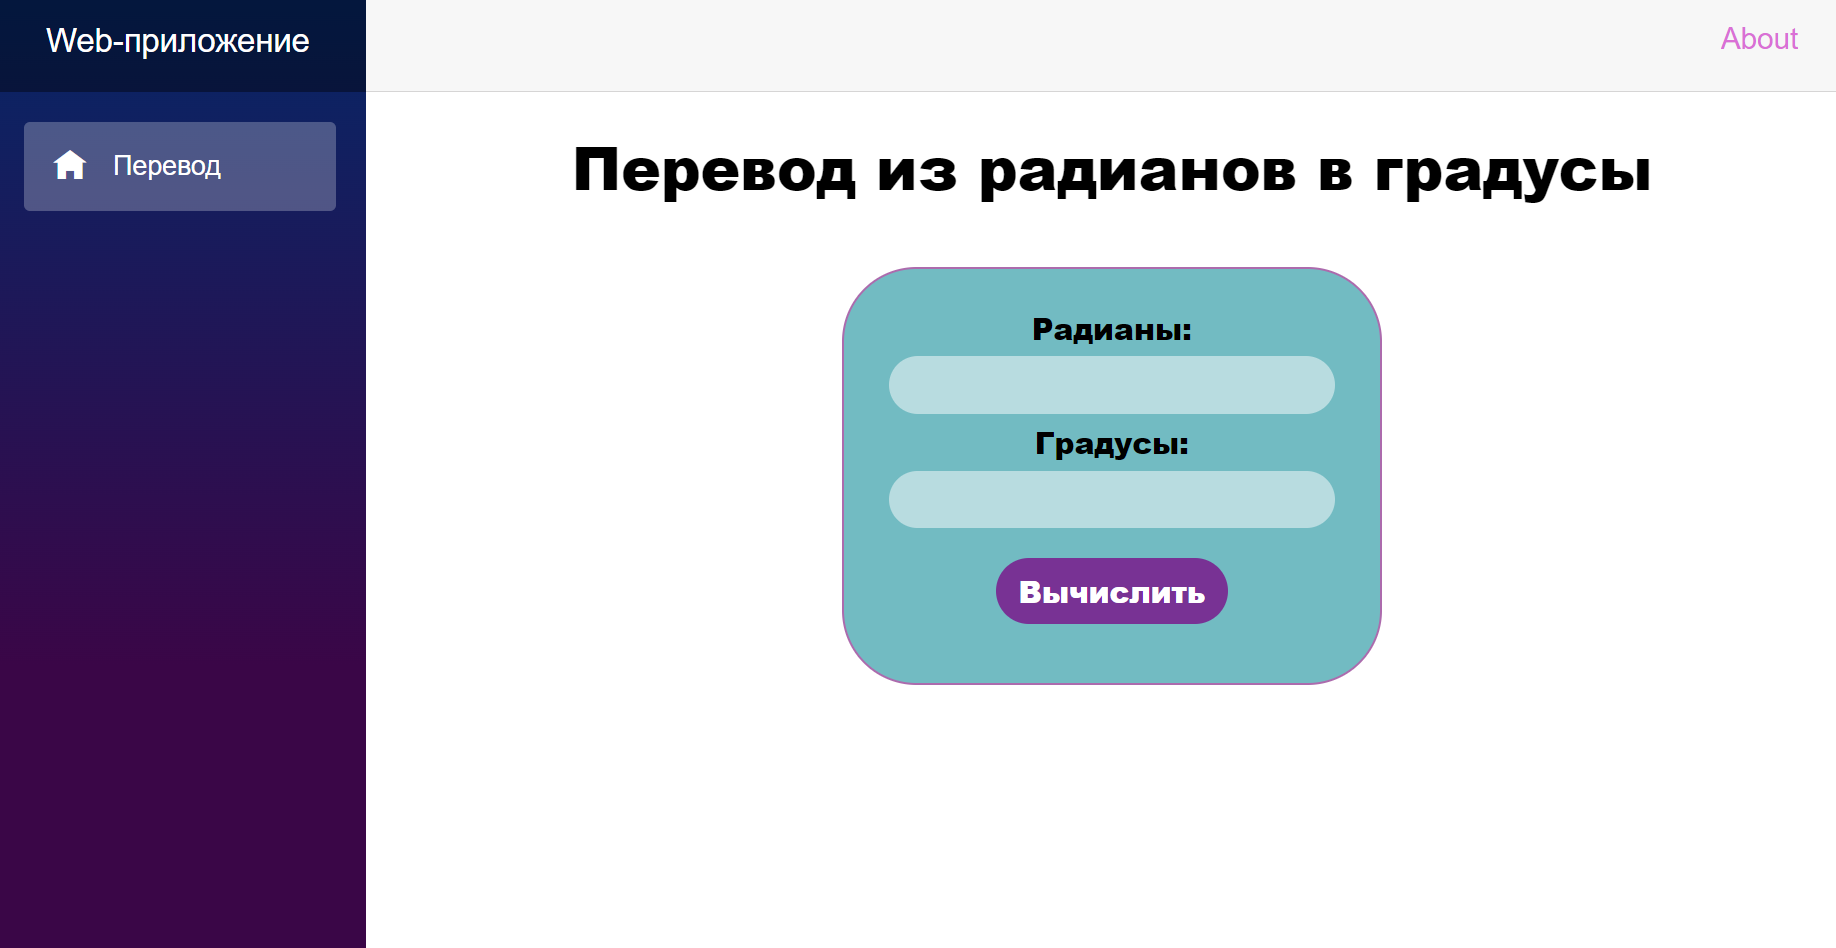 Web-приложение
About
Перевод
Перевод из радианов в градусы
Радианы:
Градусы:
Вычислить